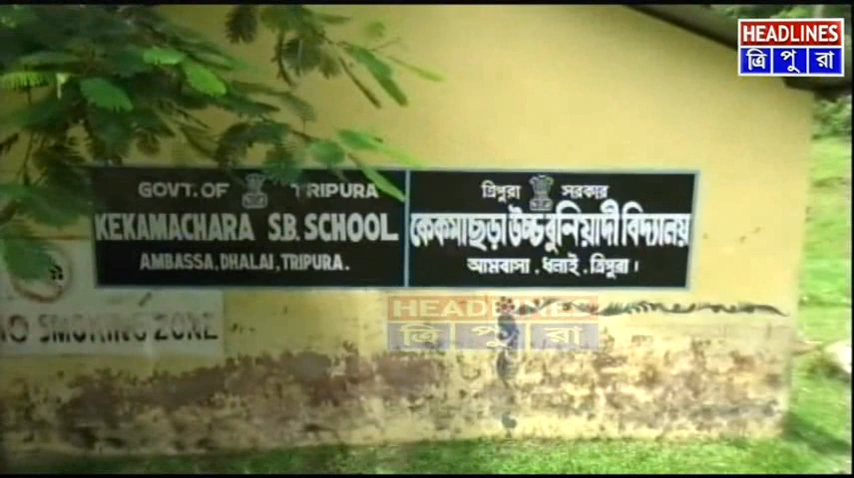 HEADLINES
ত্রি পু রা
GOVT. OF TRIPURA
KEKAMACHARA S.B. SCHOOL
AMBASSA, DHALAI, TRIPURA.
ত্রিপুরা সরকার
কেকমাছড়া উচ্চবুনিয়াদী বিদ্যালয়
আমবাসা . ধলাই . ত্রিপুরা ।
HEADLINES
ত্রি পু রা
NO SMOKING ZONE